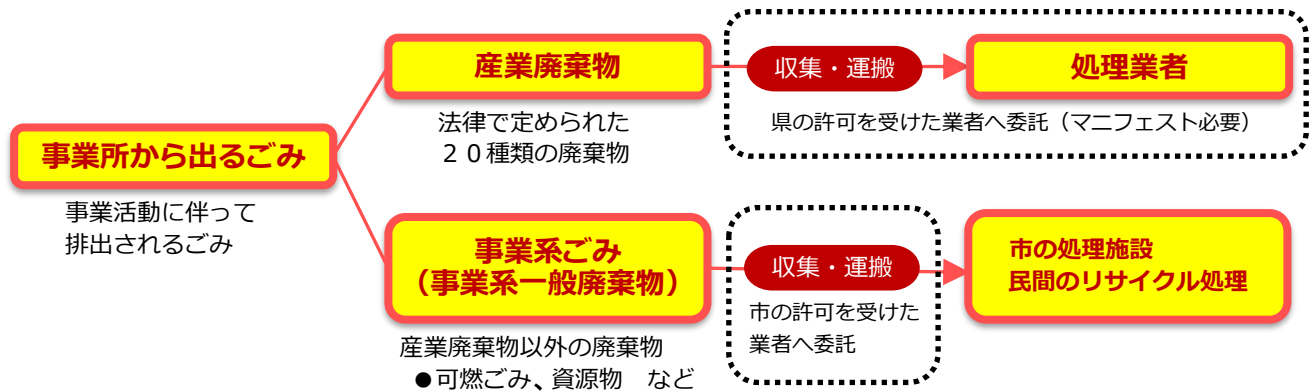 事業所から出るごみ
事業活動に伴って
排出されるごみ
産業廃棄物
法律で定められた
２０種類の廃棄物
収集・運搬
処理業者
県の許可を受けた業者へ委託（マニフェスト必要）
事業系ごみ
（事業系一般廃棄物）
産業廃棄物以外の廃棄物
●可燃ごみ、資源物　など
収集・運搬
市の許可を受けた
業者へ委託
市の処理施設
民間のリサイクル処理